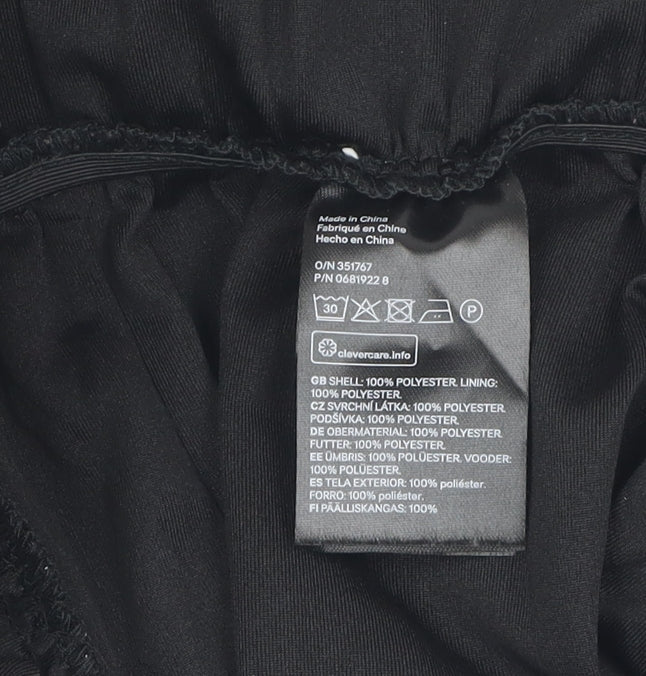 Made in China
Fabriqué en Chine
Hecho en China
O/N 351767
P/N 0681922 8
30 P
clevercare.info
GB SHELL: 100% POLYESTER. LINING:
100% POLYESTER.
CZ SVRCHNÍ LÁTKA: 100% POLYESTER.
PODŠÍVKA: 100% POLYESTER.
DE OBERMATERIAL: 100% POLYESTER.
FUTTER: 100% POLYESTER.
EE ÜMBRIS: 100% POLÜESTER. VOODER:
100% POLÜESTER.
ES TELA EXTERIOR: 100% poliéster.
FORRO: 100% poliéster.
FI PÄÄLLISKANGAS: 100%